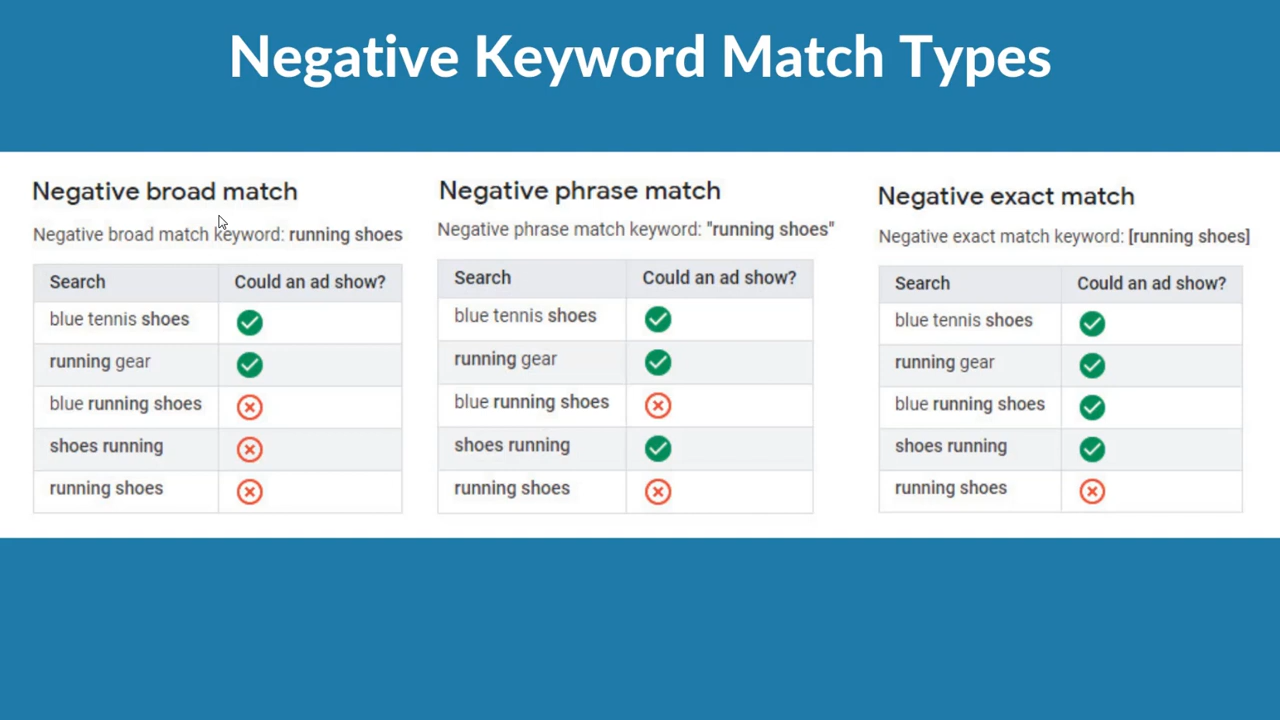 Negative Keyword Match Types
Negative broad match
Negative broad match keyword: running shoes
Search Could an ad show?
blue tennis shoes
running gear
blue running shoes
shoes running
running shoes
Negative phrase match
Negative phrase match keyword: "running shoes"
Search Could an ad show?
blue tennis shoes
running gear
blue running shoes
shoes running
running shoes
Negative exact match
Negative exact match keyword: [running shoes]
Search Could an ad show?
blue tennis shoes
running gear
blue running shoes
shoes running
running shoes